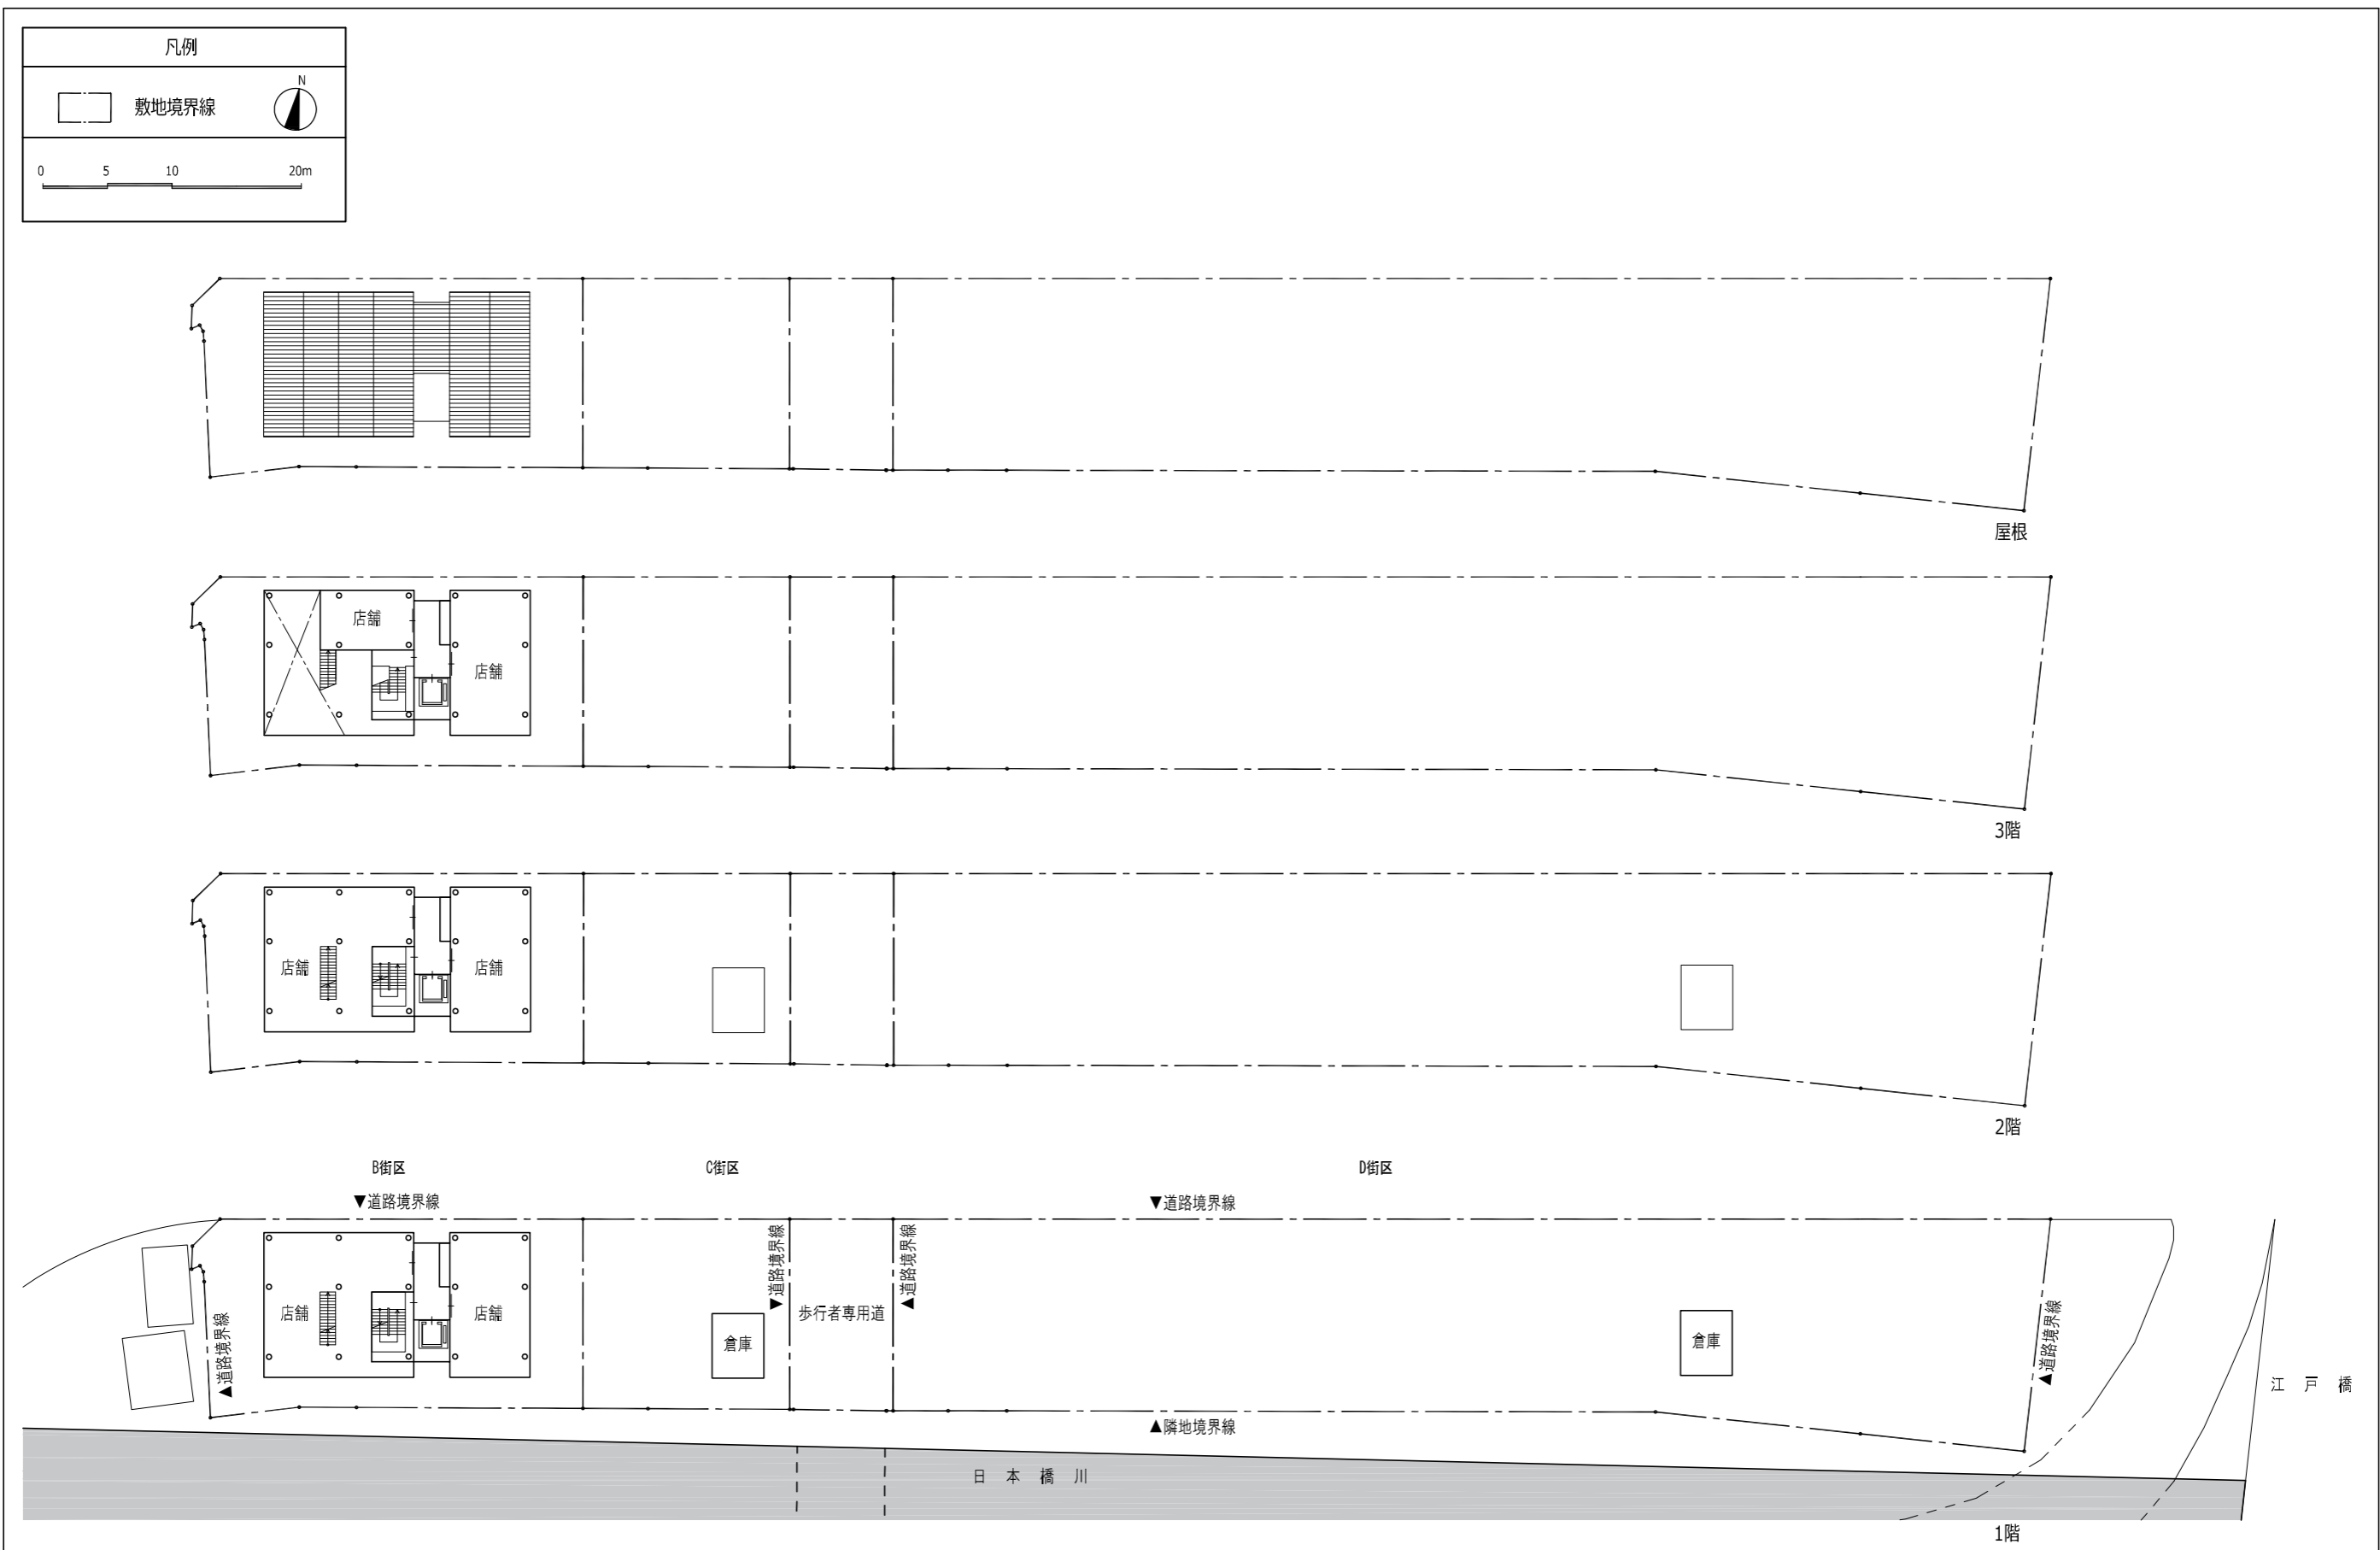 凡例
N
敷地境界線
0 5 10 20m
屋根
店舗
店舗
3階
店舗
店舗
2階
B街区 C街区 D街区
▼道路境界線 ▼道路境界線
▼道路境界線
▲道路境界線
歩行者専用道
店舗
店舗
倉庫
倉庫
▲道路境界線
▲道路境界線
江戸橋
▲隣地境界線
日本橋川
1階